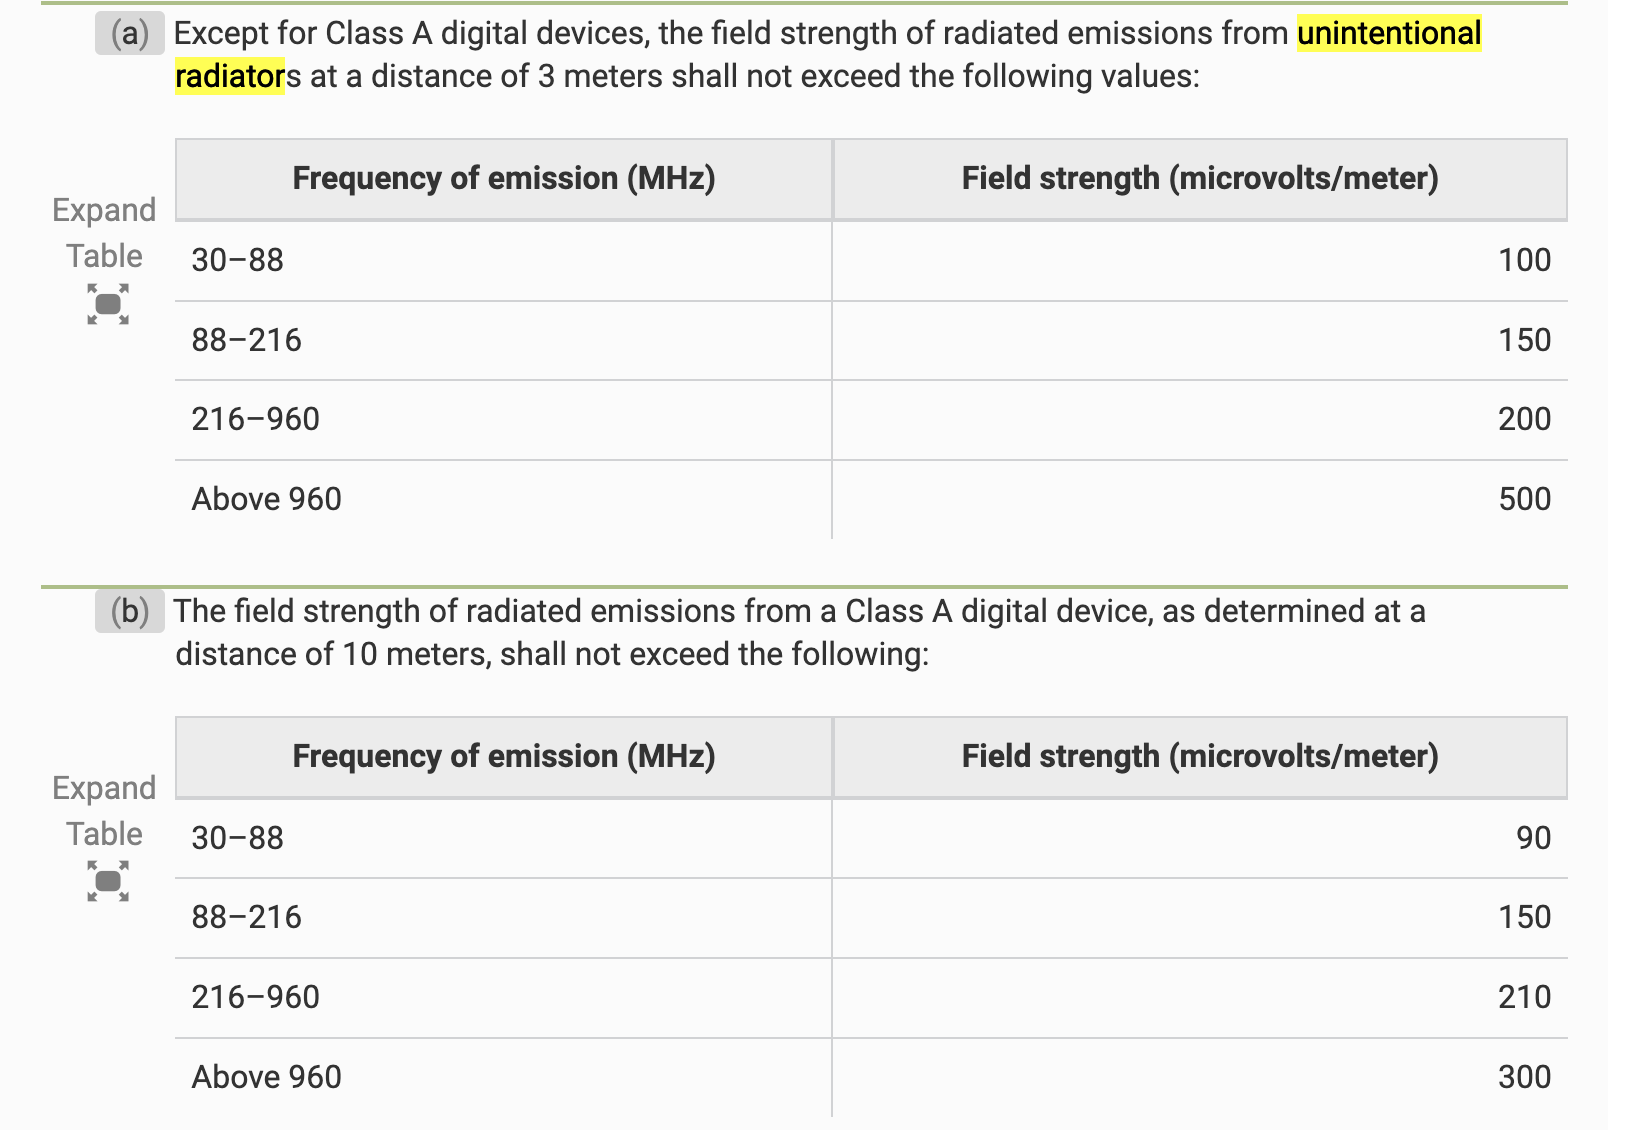 (a) Except for Class A digital devices, the field strength of radiated emissions from unintentional
radiators at a distance of 3 meters shall not exceed the following values:
Expand
Table
Frequency of emission (MHz) Field strength (microvolts/meter)
30–88 100
88–216 150
216–960 200
Above 960 500
(b) The field strength of radiated emissions from a Class A digital device, as determined at a
distance of 10 meters, shall not exceed the following:
Expand
Table
Frequency of emission (MHz) Field strength (microvolts/meter)
30–88 90
88–216 150
216–960 210
Above 960 300